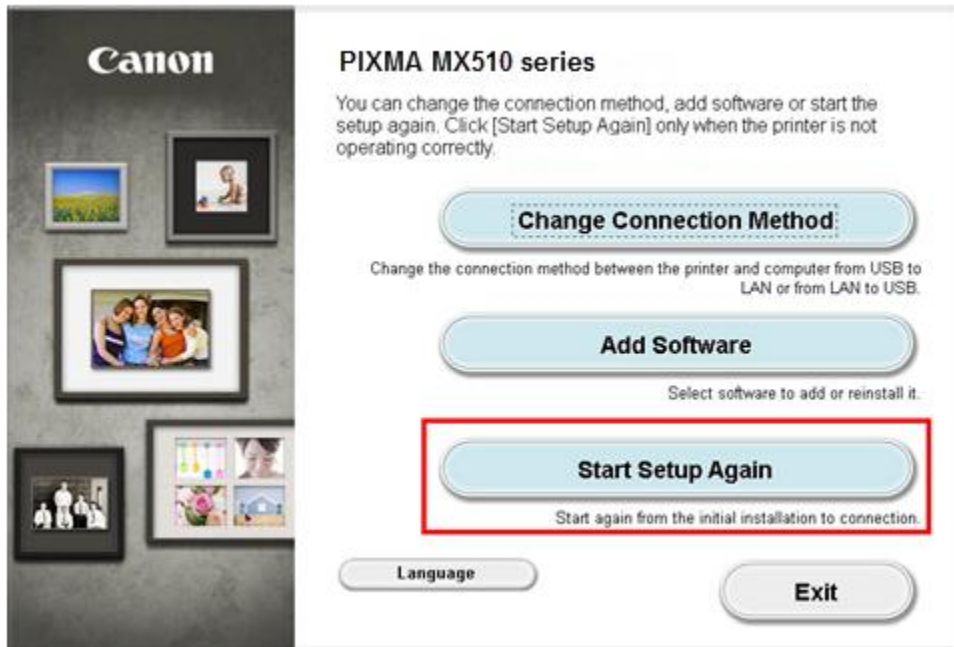 Canon
PIXMA MX510 series
You can change the connection method, add software or start the
setup again. Click [Start Setup Again] only when the printer is not
operating correctly.
Change Connection Method
Change the connection method between the printer and computer from USB to
LAN or from LAN to USB.
Add Software
Select software to add or reinstall it.
Start Setup Again
Start again from the initial installation to connection.
Language
Exit